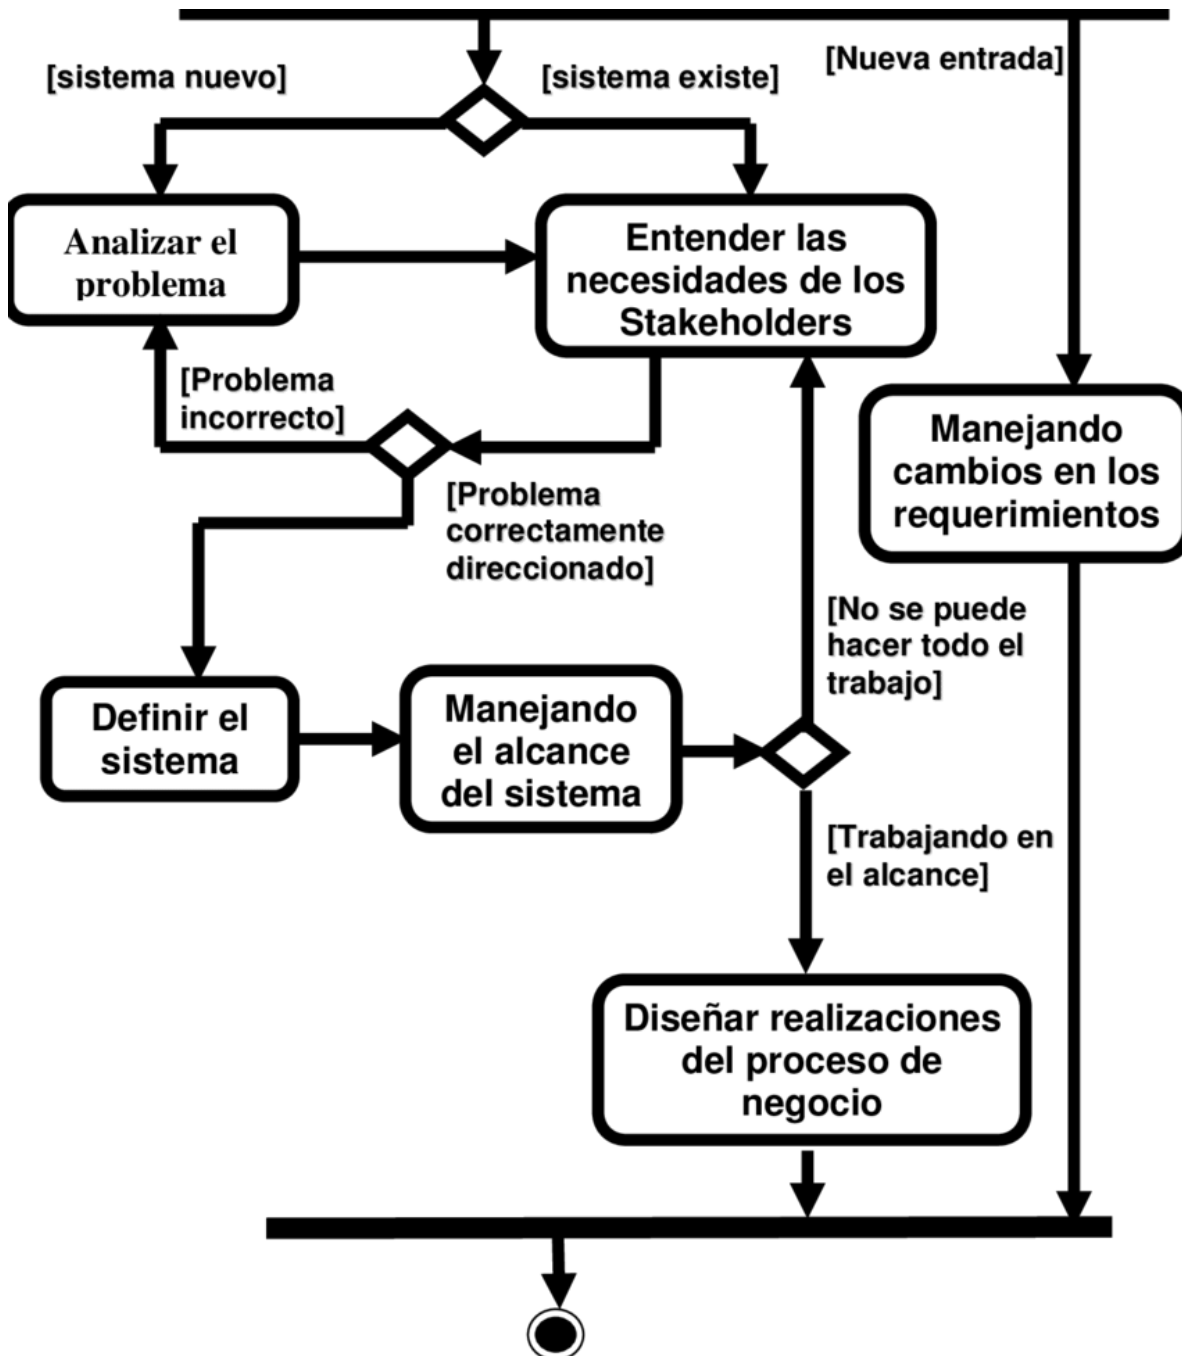 [sistema nuevo]
[sistema existe]
[Nueva entrada]
Analizar el
problema
Entender las
necesidades de los
Stakeholders
[Problema
incorrecto]
Manejando
cambios en los
requerimientos
[Problema
correctamente
direccionado]
[No se puede
hacer todo el
trabajo]
Definir el
sistema
Manejando
el alcance
del sistema
[Trabajando en
el alcance]
Diseñar realizaciones
del proceso de
negocio